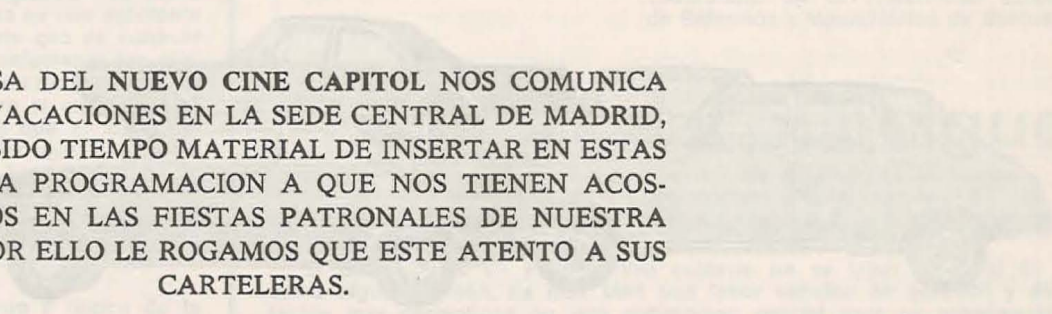 SA DEL NUEVO CINE CAPITOL NOS COMUNICA
VACACIONES EN LA SEDE CENTRAL DE MADRID,
BIDO TIEMPO MATERIAL DE INSERTAR EN ESTAS
A PROGRAMACION A QUE NOS TIENEN ACOS-
OS EN LAS FIESTAS PATRONALES DE NUESTRA
OR ELLO LE ROGAMOS QUE ESTE ATENTO A SUS
CARTELERAS.